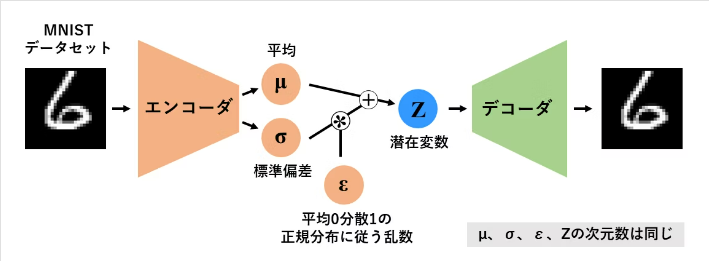 MNIST
データセット
エンコーダ
平均
μ
σ
標準偏差
+
*
ε
平均0分散1の
正規分布に従う乱数
Z
潜在変数
デコーダ
μ、σ、ε、Zの次元数は同じ